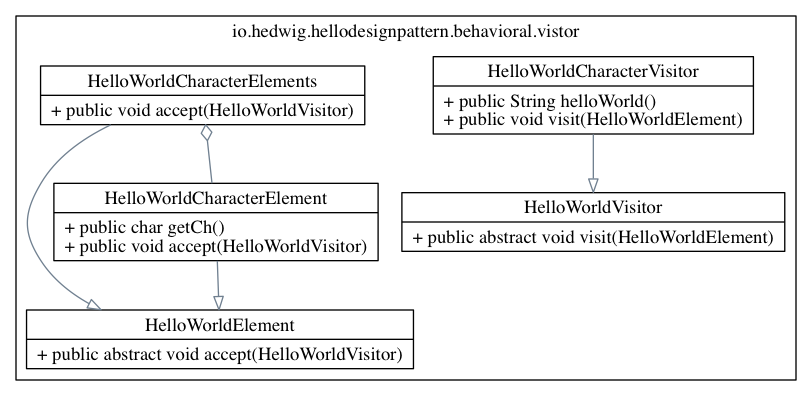 io.hedwig.hellodesignpattern.behavioral.vistor
HelloWorldCharacterElements
+ public void accept(HelloWorldVisitor)
HelloWorldCharacterVisitor
+ public String helloWorld()
+ public void visit(HelloWorldElement)
HelloWorldCharacterElement
+ public char getCh()
+ public void accept(HelloWorldVisitor)
HelloWorldVisitor
+ public abstract void visit(HelloWorldElement)
HelloWorldElement
+ public abstract void accept(HelloWorldVisitor)